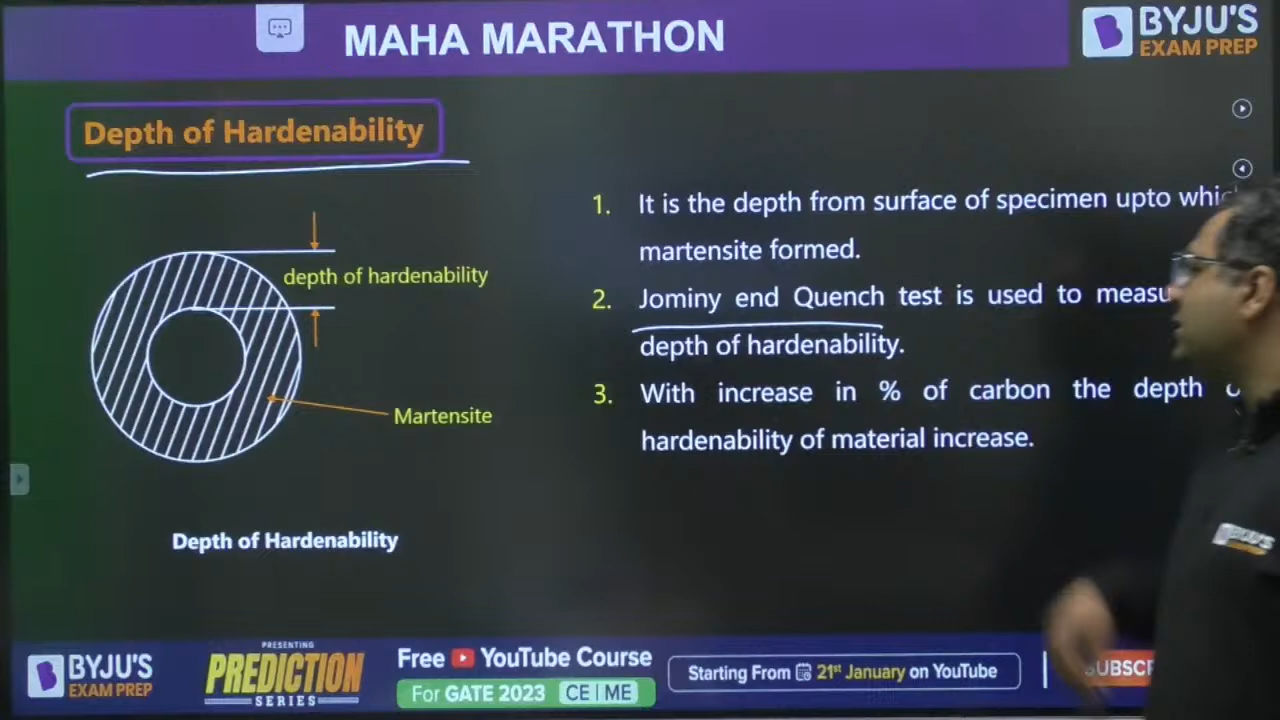 MAHA MARATHON
BYJU'S
EXAM PREP
Depth of Hardenability
depth of hardenability
Martensite
Depth of Hardenability
1. It is the depth from surface of specimen upto
martensite formed.
2. Jominy end Quench test is used to
depth of hardenability.
3. With increase in % of carbon the depth
hardenability of material increase.
BYJU'S
EXAM PREP
PRESENTING
PREDICTION
SERIES
Free YouTube Course
For GATE 2023 CE | ME
Starting From 21st January on YouTube